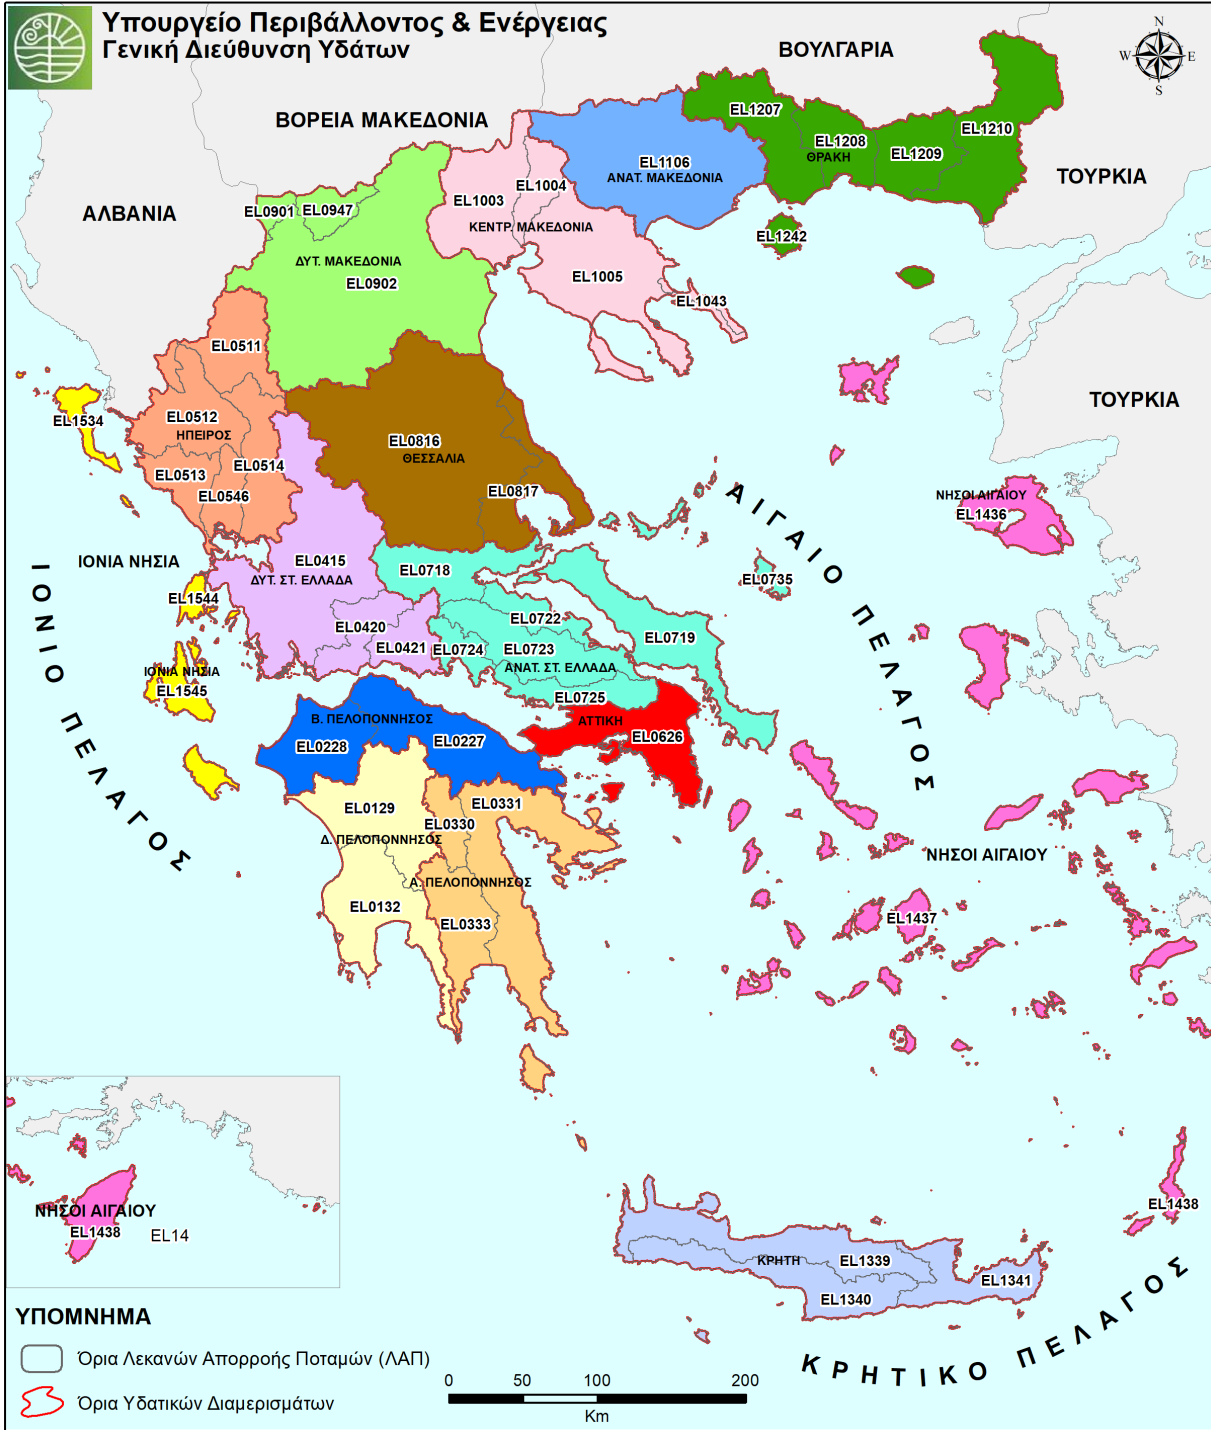 Υπουργείο Περιβάλλοντος & Ενέργειας
Γενική Διεύθυνση Υδάτων
N
W E
S
ΒΟΥΛΓΑΡΙΑ
ΒΟΡΕΙΑ ΜΑΚΕΔΟΝΙΑ
ΑΛΒΑΝΙΑ
ΤΟΥΡΚΙΑ
ΤΟΥΡΚΙΑ
EL1207
EL1208
ΘΡΑΚΗ
EL1209
EL1210
EL1242
EL1106
ΑΝΑΤ. ΜΑΚΕΔΟΝΙΑ
EL1003
EL1004
ΚΕΝΤΡ. ΜΑΚΕΔΟΝΙΑ
EL1005
EL1043
EL0901
EL0947
ΔΥΤ. ΜΑΚΕΔΟΝΙΑ
EL0902
EL0511
EL0512
ΗΠΕΙΡΟΣ
EL0513
EL0514
EL0546
EL1534
EL0816
ΘΕΣΣΑΛΙΑ
EL0817
ΙΟΝΙΑ ΝΗΣΙΑ
EL1544
ΙΟΝΙΑ ΝΗΣΙΑ
EL1545
EL0415
ΔΥΤ. ΣΤ. ΕΛΛΑΔΑ
EL0420
EL0421
EL0718
EL0722
EL0719
EL0724
EL0723
ΑΝΑΤ. ΣΤ. ΕΛΛΑΔΑ
EL0725
EL0735
ΑΤΤΙΚΗ
EL0626
Β. ΠΕΛΟΠΟΝΝΗΣΟΣ
EL0228
EL0227
EL0129
Δ. ΠΕΛΟΠΟΝΝΗΣΟΣ
EL0132
EL0330
EL0331
Α. ΠΕΛΟΠΟΝΝΗΣΟΣ
EL0333
ΝΗΣΟΙ ΑΙΓΑΙΟΥ
EL1436
ΝΗΣΟΙ ΑΙΓΑΙΟΥ
EL1437
EL1438
ΚΡΗΤΗ
EL1339
EL1340
EL1341
ΙΟΝΙΟ ΠΕΛΑΓΟΣ
ΑΙΓΑΙΟ ΠΕΛΑΓΟΣ
ΚΡΗΤΙΚΟ ΠΕΛΑΓΟΣ
ΝΗΣΟΙ ΑΙΓΑΙΟΥ
EL1438
EL14
ΥΠΟΜΝΗΜΑ
Όρια Λεκανών Απορροής Ποταμών (ΛΑΠ)
Όρια Υδατικών Διαμερισμάτων
0 50 100 200
Km